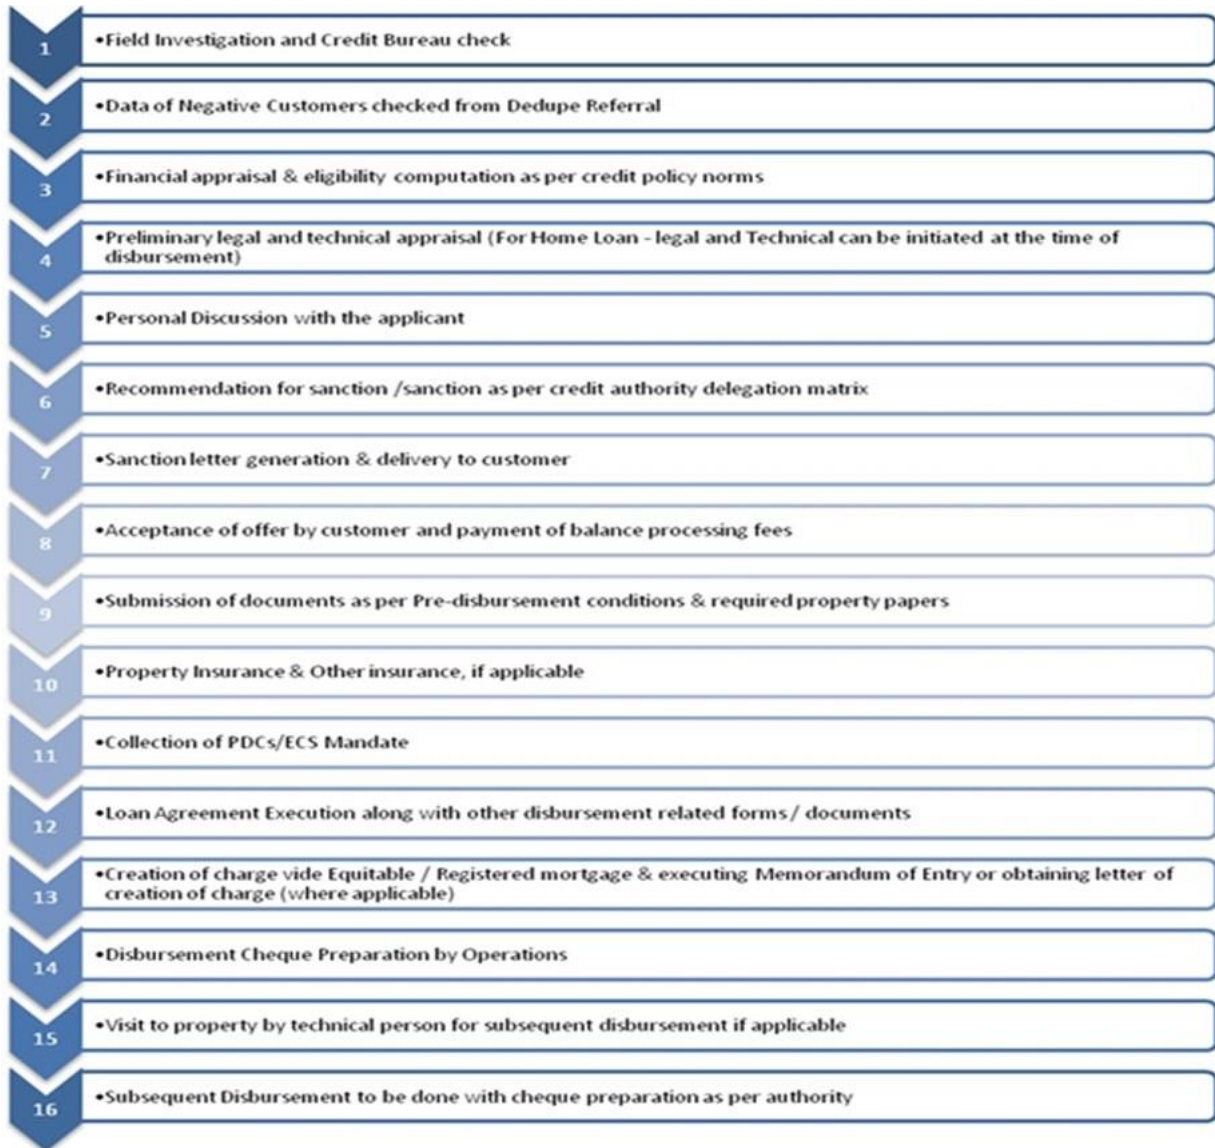 1
•Field Investigation and Credit Bureau check
2
•Data of Negative Customers checked from Dedupe Referral
3
•Financial appraisal & eligibility computation as per credit policy norms
4
•Preliminary legal and technical appraisal (For Home Loan - legal and Technical can be initiated at the time of
disbursement)
5
•Personal Discussion with the applicant
6
•Recommendation for sanction /sanction as per credit authority delegation matrix
7
•Sanction letter generation & delivery to customer
8
•Acceptance of offer by customer and payment of balance processing fees
9
•Submission of documents as per Pre-disbursement conditions & required property papers
10
•Property Insurance & Other insurance, if applicable
11
•Collection of PDCs/ECS Mandate
12
•Loan Agreement Execution along with other disbursement related forms / documents
13
•Creation of charge vide Equitable / Registered mortgage & executing Memorandum of Entry or obtaining letter of
creation of charge (where applicable)
14
•Disbursement Cheque Preparation by Operations
15
•Visit to property by technical person for subsequent disbursement if applicable
16
•Subsequent Disbursement to be done with cheque preparation as per authority